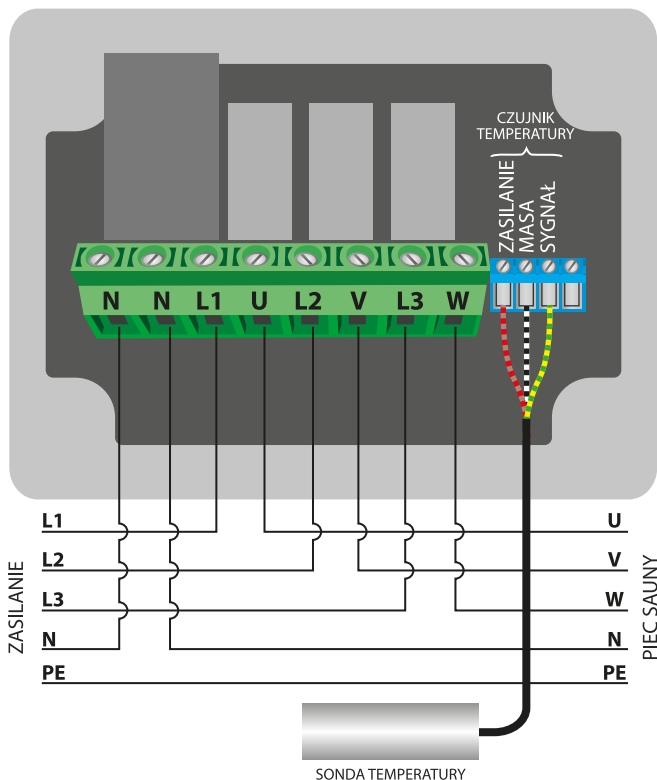 CZUJNIK
TEMPERATURY
ZASILANIE
MASA
SYGNAŁ
N N L1 U L2 V L3 W
ZASILANIE
L1
L2
L3
N
PE
U
V
W
N
PE
PIEC SAUNY
SONDA TEMPERATURY